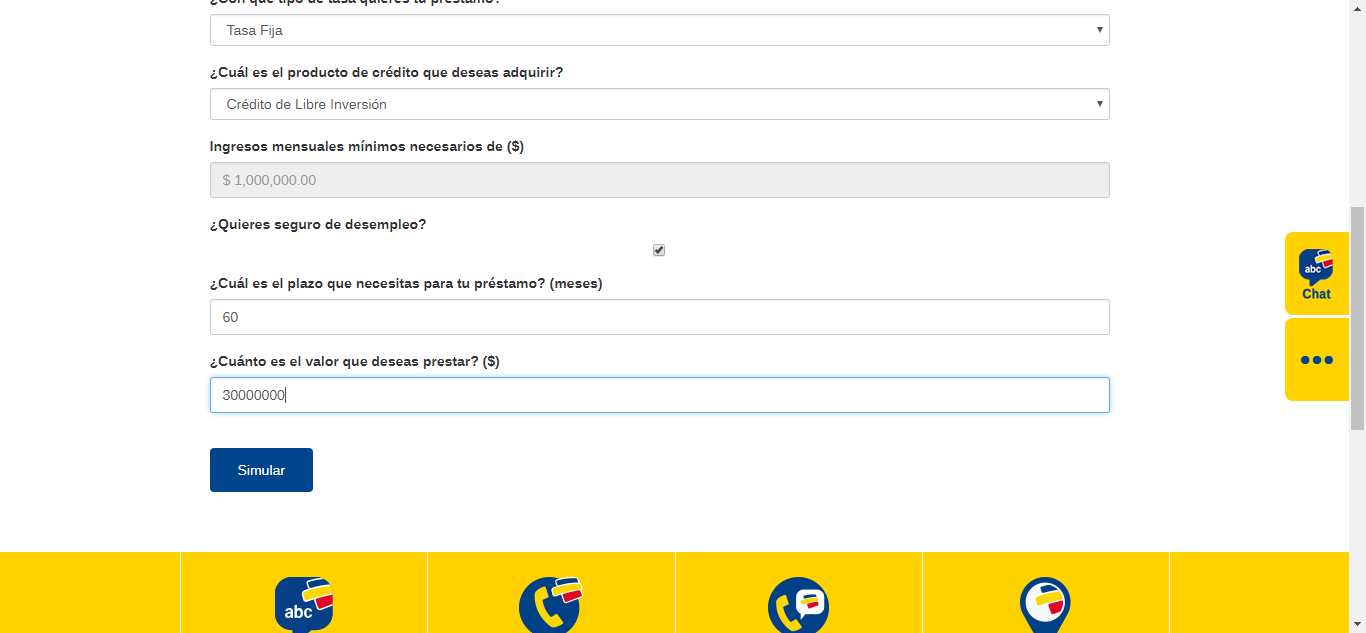 ¿Con qué tipo de tasa quieres tu préstamo?
Tasa Fija
¿Cuál es el producto de crédito que deseas adquirir?
Crédito de Libre Inversión
Ingresos mensuales mínimos necesarios de ($)
$ 1,000,000.00
¿Quieres seguro de desempleo?
¿Cuál es el plazo que necesitas para tu préstamo? (meses)
60
¿Cuánto es el valor que deseas prestar? ($)
30000000
Simular
abc
Chat
abc